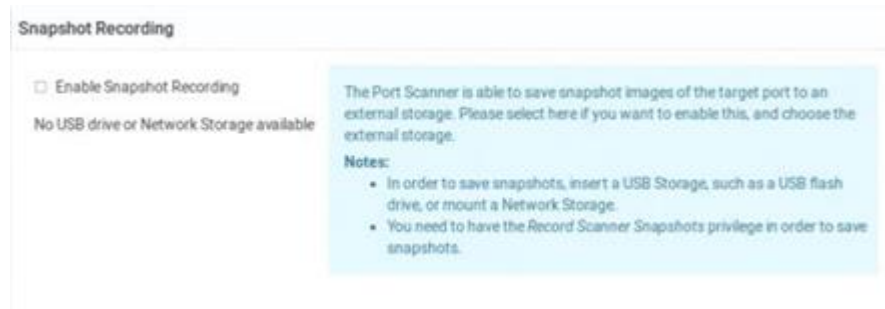 Snapshot Recording
Enable Snapshot Recording
No USB drive or Network Storage available
The Port Scanner is able to save snapshot images of the target port to an
external storage. Please select here if you want to enable this, and choose the
external storage.
Notes:
In order to save snapshots, insert a USB Storage, such as a USB flash
drive, or mount a Network Storage.
You need to have the Record Scanner Snapshots privilege in order to save
snapshots.